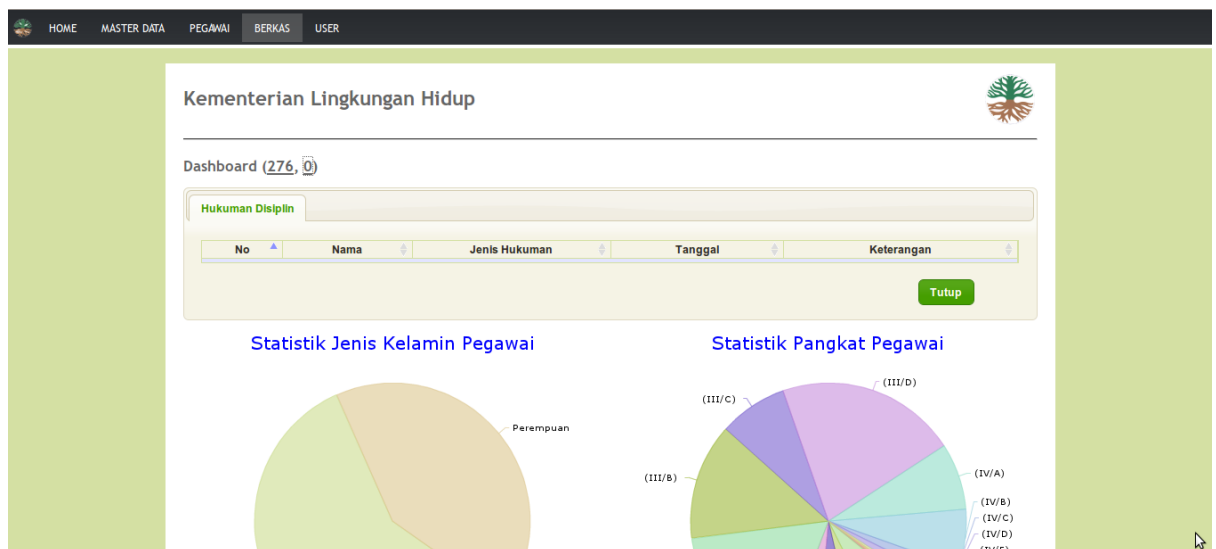 HOME MASTER DATA PEGAWAI BERKAS USER
Kementerian Lingkungan Hidup
Dashboard (276, 0)
Hukuman Disiplin
No Nama Jenis Hukuman Tanggal Keterangan
Tutup
Statistik Jenis Kelamin Pegawai
Perempuan
Statistik Pangkat Pegawai
(III/D)
(III/C)
(III/B)
(IV/A)
(IV/B)
(IV/C)
(IV/D)